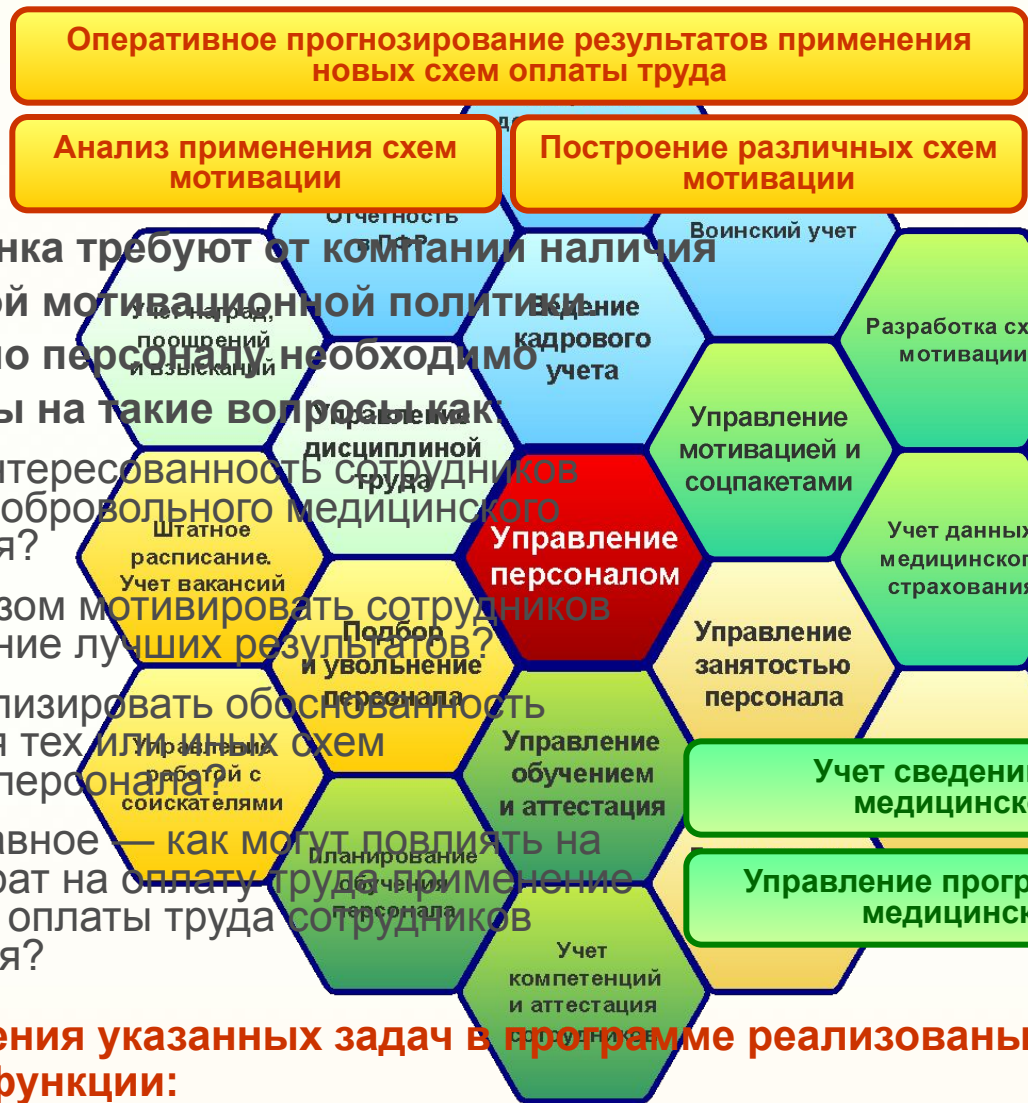 Оперативное прогнозирование результатов применения
новых схем оплаты труда
Анализ применения схем
мотивации
Построение различных схем
мотивации
Отчетность
в ПФР
Воинский учет
нка требуют от компании наличия
ой мотивационной политики
по персоналу необходимо
ы на такие вопросы как:
Учет наград,
поощрений
и взысканий
Ведение
кадрового
учета
Разработка сх
мотивации
Управление
дисциплиной
труда
Управление
мотивацией и
соцпакетами
нтересованность сотрудников
обровольного медицинского
я?
Штатное
расписание.
Учет вакансий
Управление
персоналом
Учет данных
медицинског
страхования
зом мотивировать сотрудников
ние лучших результатов?
Подбор
и увольнение
персонала
Управление
занятостью
персонала
лизировать обоснованность
я тех или иных схем
персонала?
Управление
работой с
соискателями
Управление
обучением
и аттестация
Учет сведени
медицинск
авное — как могут повлиять на
рат на оплату труда применение
оплаты труда сотрудников
я?
Планирование
обучения
персонала
Управление прогр
медицинск
Учет
компетенций
и аттестация
сотрудников
ения указанных задач в программе реализованы
функции: